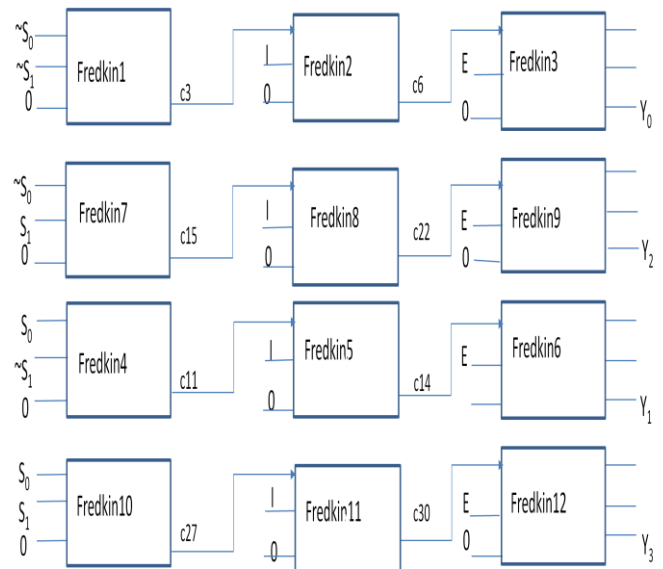 ~S0
~S1
0
Fredkin1
c3
I
0
Fredkin2
c6
E
0
Fredkin3
Y0
~S0
S1
0
Fredkin7
c15
I
0
Fredkin8
c22
E
0
Fredkin9
Y2
S0
~S1
0
Fredkin4
c11
I
0
Fredkin5
c14
E
Fredkin6
Y1
S0
S1
0
Fredkin10
c27
I
0
Fredkin11
c30
E
0
Fredkin12
Y3